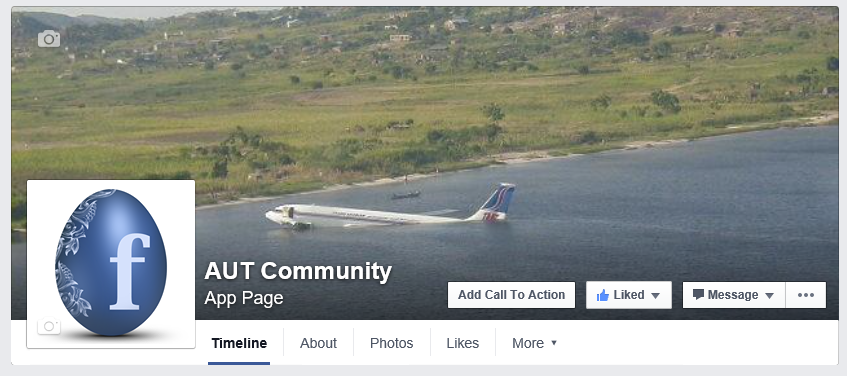 f
AUT Community
App Page
Add Call To Action
Liked
Message
Timeline
About
Photos
Likes
More